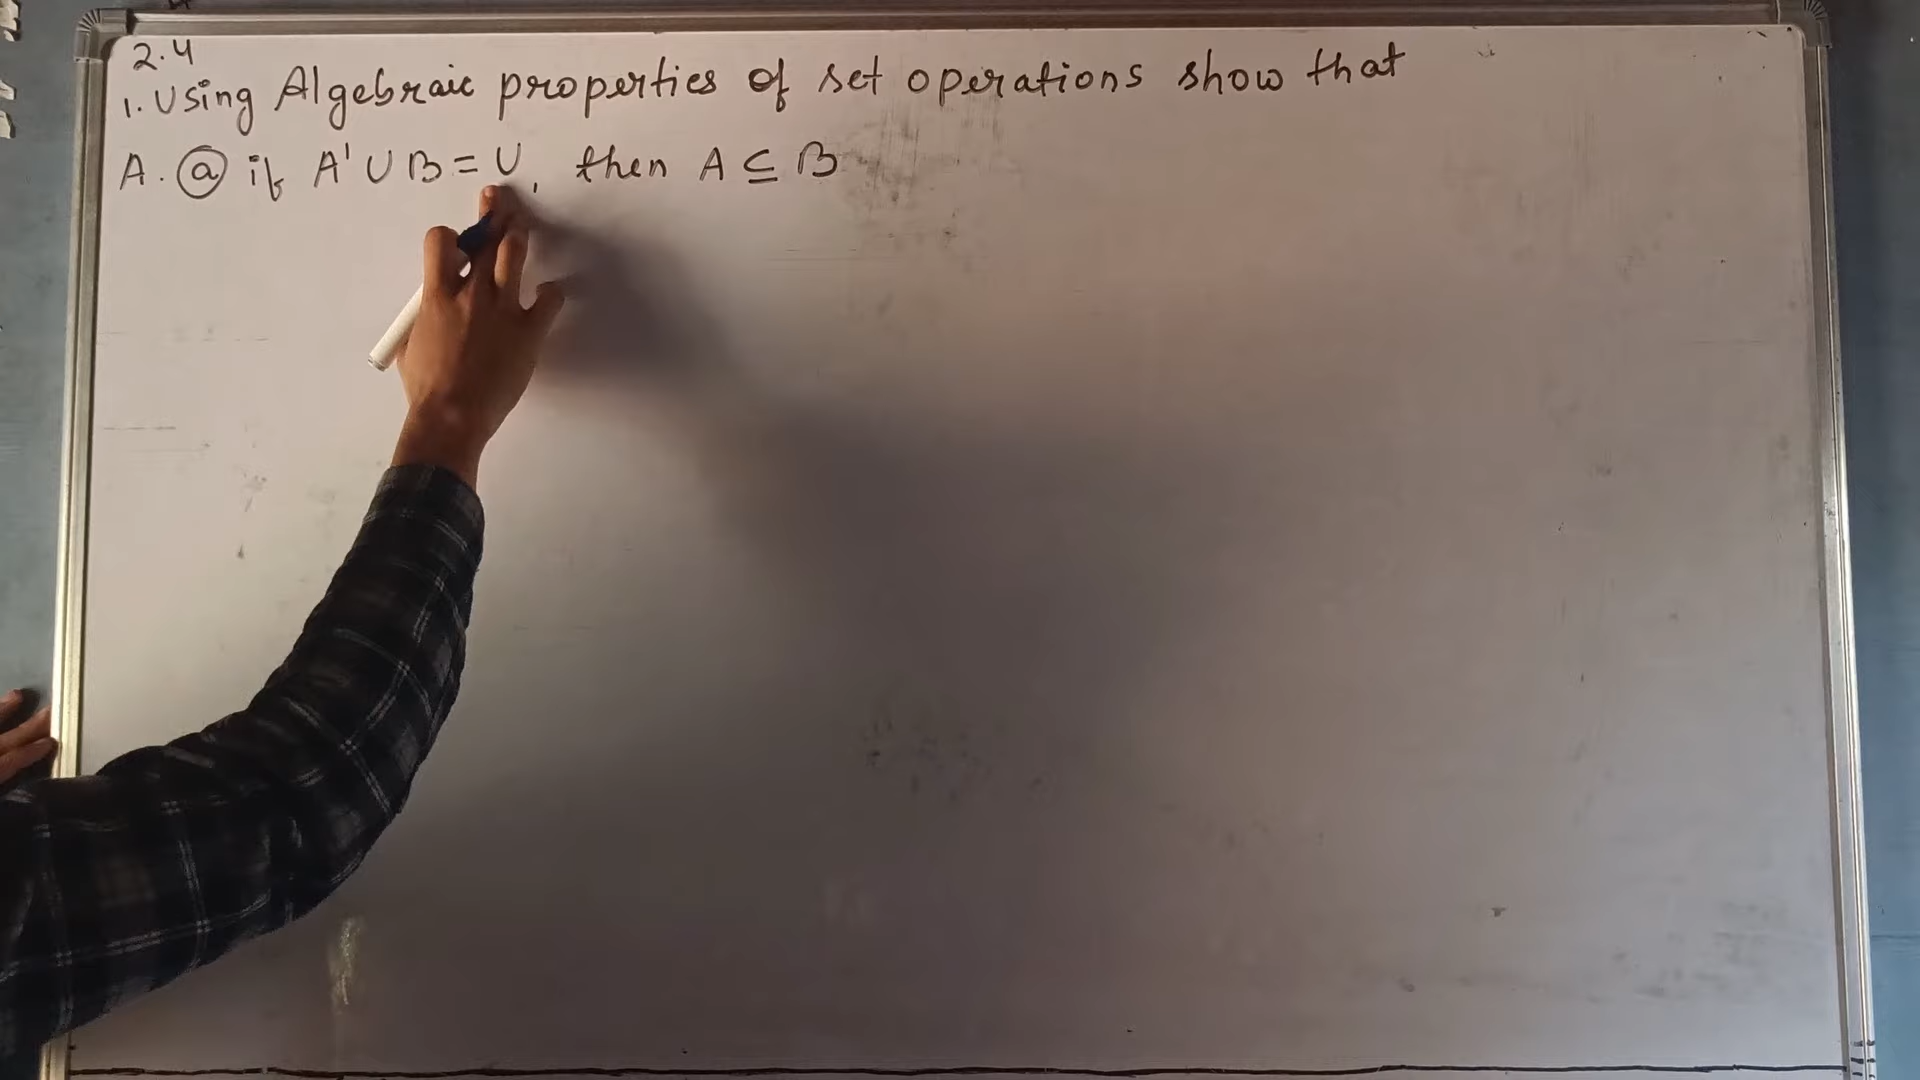 2.4
1. Using Algebraic properties of set operations show that
A. ⓐ if A' ∪ B = U, then A ⊆ B